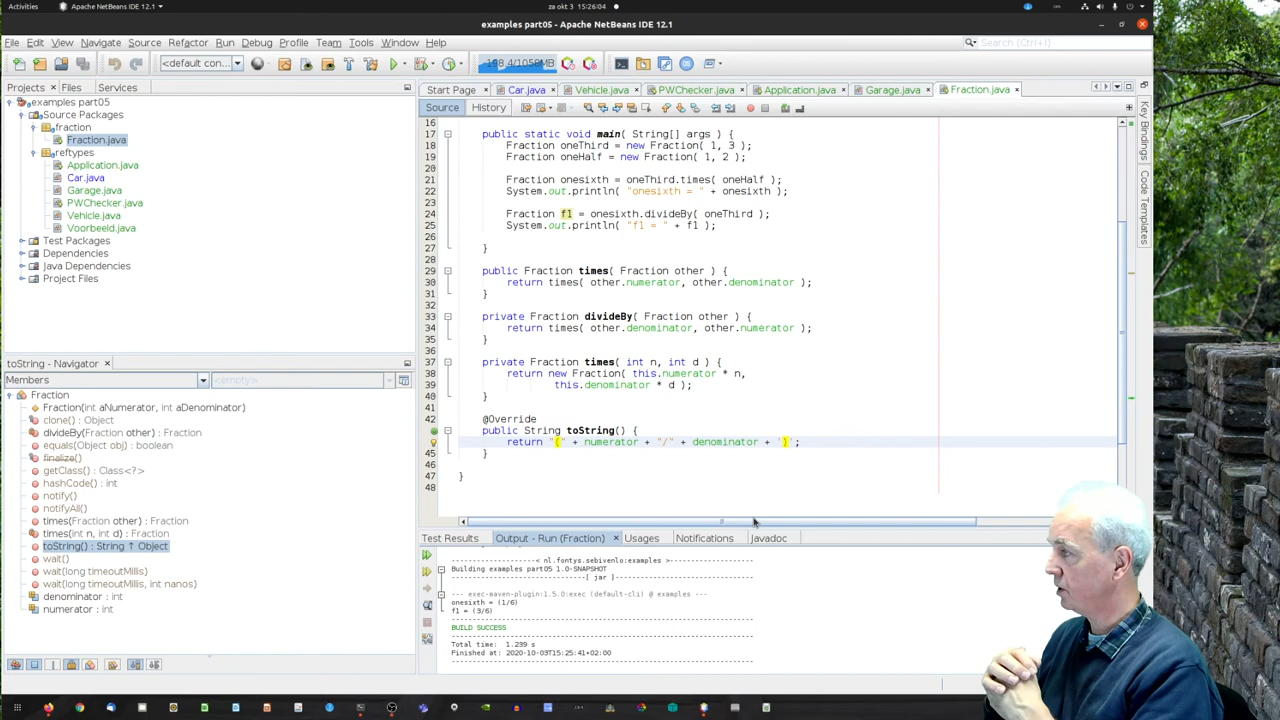 Activities
Apache NetBeans IDE 12.1
za okt 3 15:26:04
examples part05 - Apache NetBeans IDE 12.1
File Edit View Navigate Source Refactor Run Debug Profile Team Tools Window Help
Search (Ctrl+I)
<default con...
198.4/1058MB
Projects Files Services
examples part05
Source Packages
fraction
Fraction.java
reftypes
Application.java
Car.java
Garage.java
PWChecker.java
Vehicle.java
Voorbeeld.java
Test Packages
Dependencies
Java Dependencies
Project Files
toString - Navigator
Members
<empty>
Fraction
Fraction(int aNumerator, int aDenominator)
clone() : Object
divideBy(Fraction other) : Fraction
equals(Object obj) : boolean
finalize()
getClass() : Class<?>
hashCode() : int
notify()
notifyAll()
times(Fraction other) : Fraction
times(int n, int d) : Fraction
toString() : String ↑ Object
wait()
wait(long timeoutMillis)
wait(long timeoutMillis, int nanos)
denominator : int
numerator : int
Start Page Car.java Vehicle.java PWChecker.java Application.java Garage.java Fraction.java
Source History
16
17 public static void main( String[] args ) {
18 Fraction oneThird = new Fraction( 1, 3 );
19 Fraction oneHalf = new Fraction( 1, 2 );
20
21 Fraction onesixth = oneThird.times( oneHalf );
22 System.out.println( "onesixth = " + onesixth );
23
24 Fraction f1 = onesixth.divideBy( oneThird );
25 System.out.println( "f1 = " + f1 );
26
27 }
28
29 public Fraction times( Fraction other ) {
30 return times( other.numerator, other.denominator );
31 }
32
33 private Fraction divideBy( Fraction other ) {
34 return times( other.denominator, other.numerator );
35 }
36
37 private Fraction times( int n, int d ) {
38 return new Fraction( this.numerator * n,
39 this.denominator * d );
40 }
41
42 @Override
public String toString() {
return "(" + numerator + "/" + denominator + ')';
45 }
46
47 }
48
Key Bindings
Code Templates
Test Results Output - Run (Fraction) Usages Notifications Javadoc
--------------------< nl.fontys.sebivenlo:examples >--------------------
Building examples part05 1.0-SNAPSHOT
--------------------------------[ jar ]---------------------------------
--- exec-maven-plugin:1.5.0:exec (default-cli) @ examples ---
onesixth = (1/6)
f1 = (3/6)
BUILD SUCCESS
Total time: 1.239 s
Finished at: 2020-10-03T15:25:41+02:00